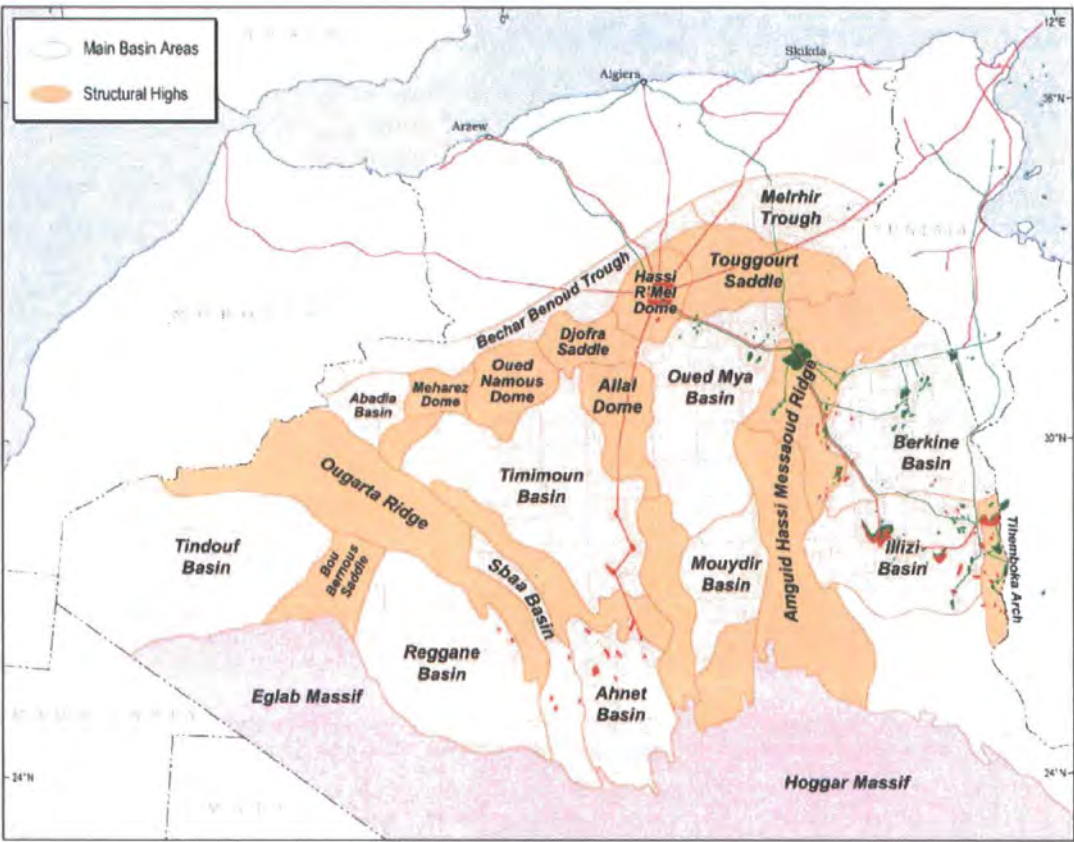 Main Basin Areas
Structural Highs
0°
12°E
Skikda
Algiers
36°N
Arzew
Melrhir
Trough
TUNISIA
Touggourt
Saddle
Hassi
R'Mel
Dome
Bechar Benoud Trough
Djofra
Saddle
Oued
Namous
Dome
Meharez
Dome
Abadla
Basin
Allal
Dome
Oued Mya
Basin
Berkine
Basin
30°N
Ougarta Ridge
Timimoun
Basin
Amguid Hassi Messaoud Ridge
Tindouf
Basin
Bou
Bernous
Saddle
Sbaa Basin
Mouydir
Basin
Illizi
Basin
Tihemboka Arch
Reggane
Basin
Ahnet
Basin
Eglab Massif
24°N
24°N
Hoggar Massif